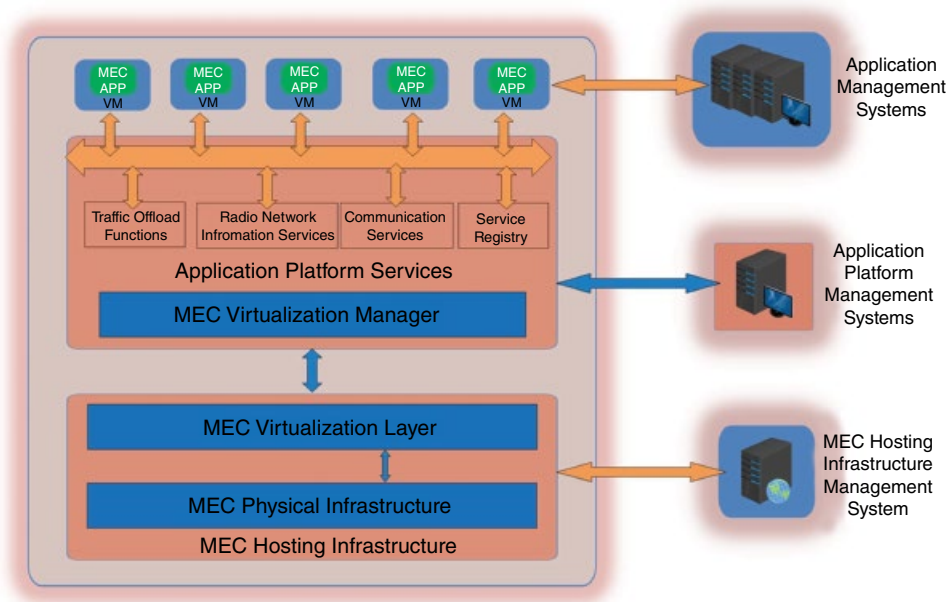 MEC
APP
VM
MEC
APP
VM
MEC
APP
VM
MEC
APP
VM
MEC
APP
VM
Application
Management
Systems
Traffic Offload
Functions
Radio Network
Infromation Services
Communication
Services
Service
Registry
Application Platform Services
MEC Virtualization Manager
Application
Platform
Management
Systems
MEC Virtualization Layer
MEC Physical Infrastructure
MEC Hosting Infrastructure
MEC Hosting
Infrastructure
Management
System